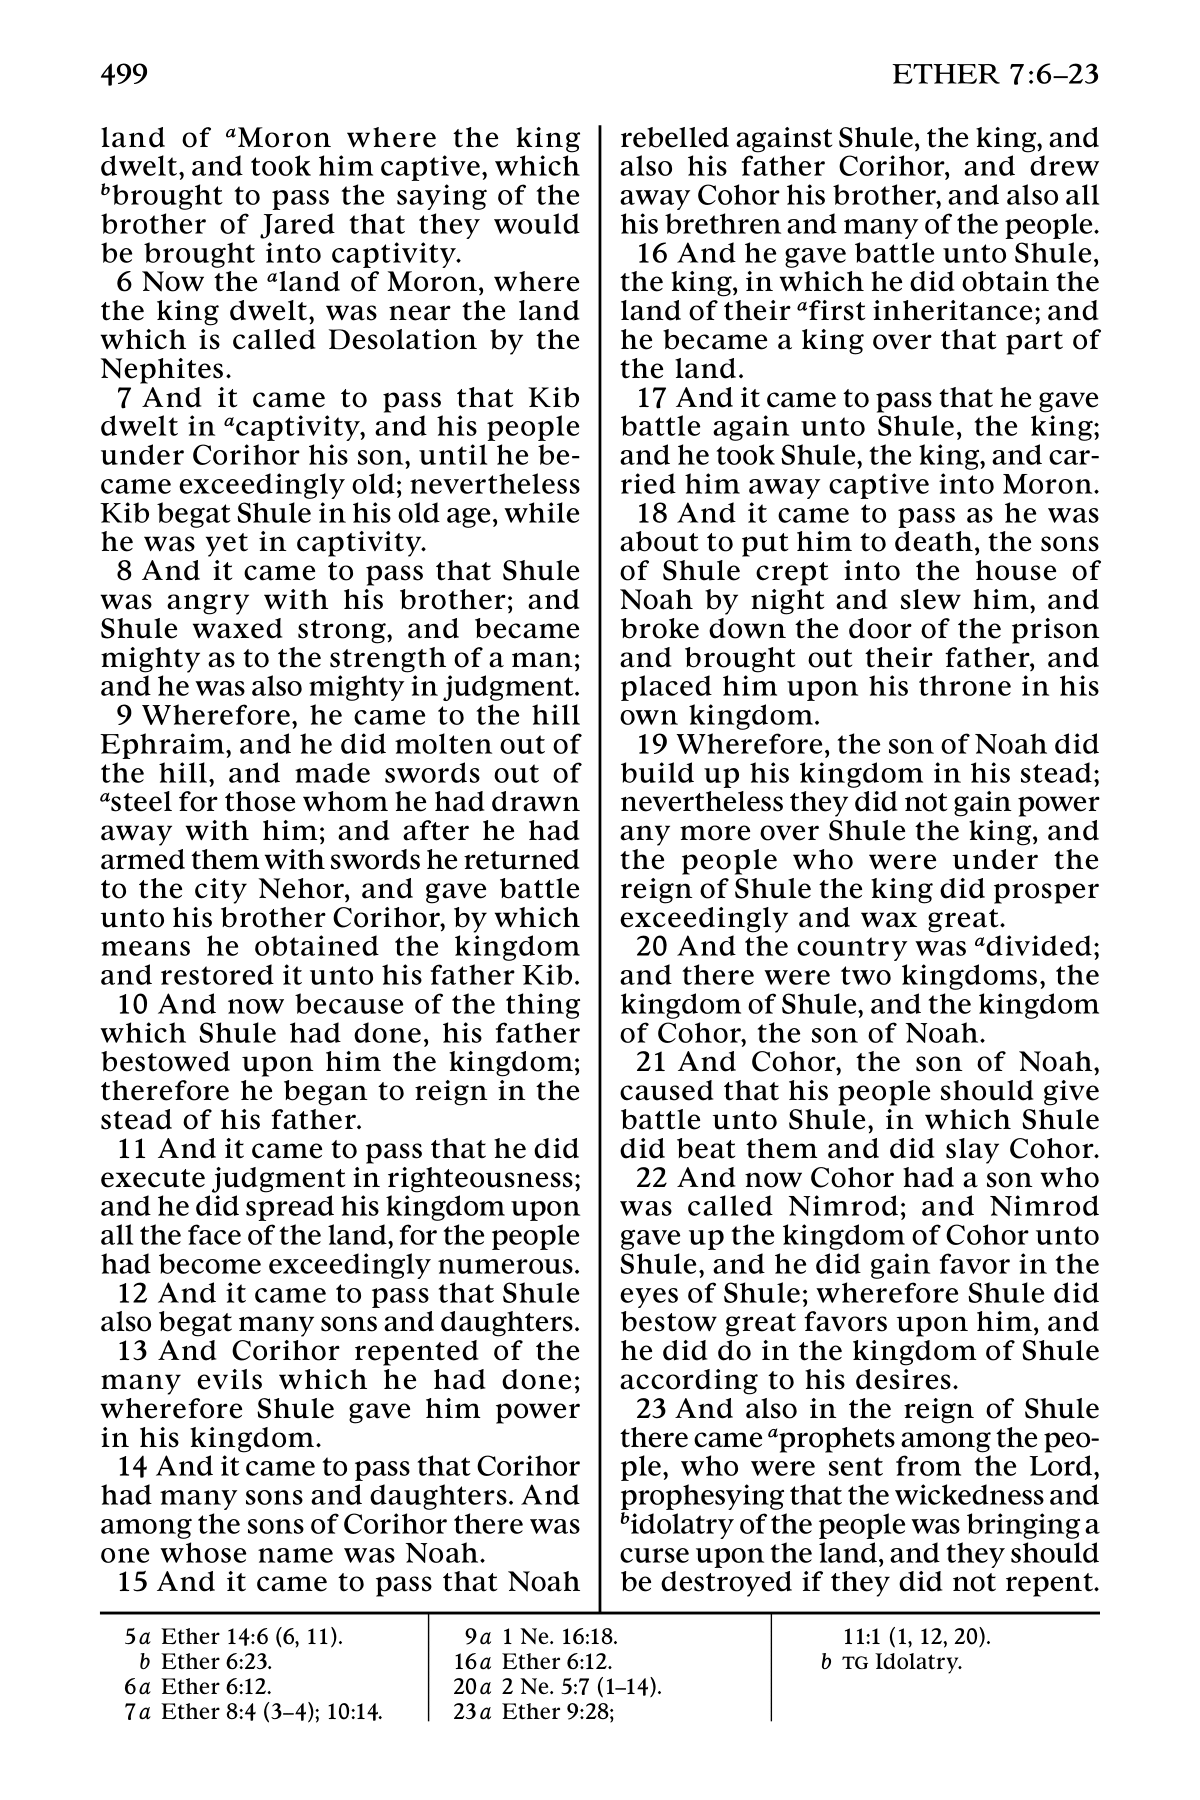 499
ETHER 7:6–23
land of aMoron where the king
dwelt, and took him captive, which
bbrought to pass the saying of the
brother of Jared that they would
be brought into captivity.
6 Now the aland of Moron, where
the king dwelt, was near the land
which is called Desolation by the
Nephites.
7 And it came to pass that Kib
dwelt in acaptivity, and his people
under Corihor his son, until he be-
came exceedingly old; nevertheless
Kib begat Shule in his old age, while
he was yet in captivity.
8 And it came to pass that Shule
was angry with his brother; and
Shule waxed strong, and became
mighty as to the strength of a man;
and he was also mighty in judgment.
9 Wherefore, he came to the hill
Ephraim, and he did molten out of
the hill, and made swords out of
asteel for those whom he had drawn
away with him; and after he had
armed them with swords he returned
to the city Nehor, and gave battle
unto his brother Corihor, by which
means he obtained the kingdom
and restored it unto his father Kib.
10 And now because of the thing
which Shule had done, his father
bestowed upon him the kingdom;
therefore he began to reign in the
stead of his father.
11 And it came to pass that he did
execute judgment in righteousness;
and he did spread his kingdom upon
all the face of the land, for the people
had become exceedingly numerous.
12 And it came to pass that Shule
also begat many sons and daughters.
13 And Corihor repented of the
many evils which he had done;
wherefore Shule gave him power
in his kingdom.
14 And it came to pass that Corihor
had many sons and daughters. And
among the sons of Corihor there was
one whose name was Noah.
15 And it came to pass that Noah
rebelled against Shule, the king, and
also his father Corihor, and drew
away Cohor his brother, and also all
his brethren and many of the people.
16 And he gave battle unto Shule,
the king, in which he did obtain the
land of their afirst inheritance; and
he became a king over that part of
the land.
17 And it came to pass that he gave
battle again unto Shule, the king;
and he took Shule, the king, and car-
ried him away captive into Moron.
18 And it came to pass as he was
about to put him to death, the sons
of Shule crept into the house of
Noah by night and slew him, and
broke down the door of the prison
and brought out their father, and
placed him upon his throne in his
own kingdom.
19 Wherefore, the son of Noah did
build up his kingdom in his stead;
nevertheless they did not gain power
any more over Shule the king, and
the people who were under the
reign of Shule the king did prosper
exceedingly and wax great.
20 And the country was adivided;
and there were two kingdoms, the
kingdom of Shule, and the kingdom
of Cohor, the son of Noah.
21 And Cohor, the son of Noah,
caused that his people should give
battle unto Shule, in which Shule
did beat them and did slay Cohor.
22 And now Cohor had a son who
was called Nimrod; and Nimrod
gave up the kingdom of Cohor unto
Shule, and he did gain favor in the
eyes of Shule; wherefore Shule did
bestow great favors upon him, and
he did do in the kingdom of Shule
according to his desires.
23 And also in the reign of Shule
there came aprophets among the peo-
ple, who were sent from the Lord,
prophesying that the wickedness and
bidolatry of the people was bringing a
curse upon the land, and they should
be destroyed if they did not repent.
5a Ether 14:6 (6, 11).
b Ether 6:23.
6a Ether 6:12.
7a Ether 8:4 (3–4); 10:14.
9a 1 Ne. 16:18.
16a Ether 6:12.
20a 2 Ne. 5:7 (1–14).
23a Ether 9:28;
11:1 (1, 12, 20).
b TG Idolatry.